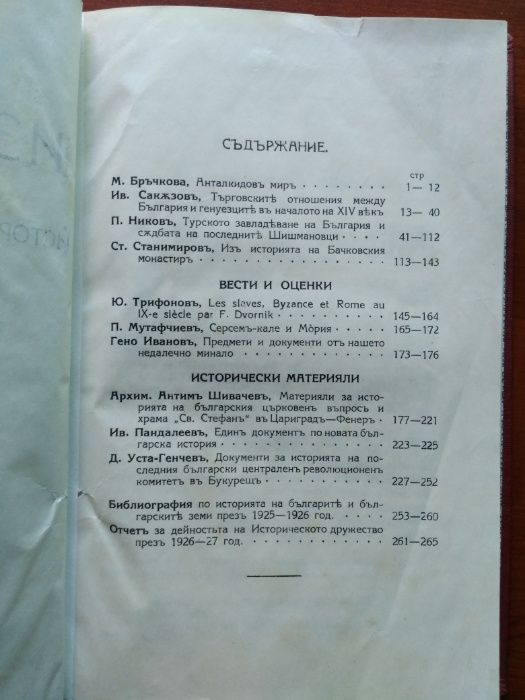 СЪДЪРЖАНИЕ.
стр
М. Бръчкова, Анталкидовъ миръ 1— 12
Ив. Сакѫзовъ, Търговскитѣ отношения между
България и генуезцитѣ въ началото на XIV вѣкъ 13— 40
П. Никовъ, Турското завладѣване на България и
сѫдбата на последнитѣ Шишмановци 41—112
Ст. Станимировъ, Изъ историята на Бачковския
монастиръ 113—143
ВЕСТИ И ОЦЕНКИ
Ю. Трифоновъ, Les slaves, Byzance et Rome au
IX-e siècle par F. Dvornik 145—164
П. Мутафчиевъ, Серсемъ-кале и Мория 165—172
Гено Ивановъ, Предмети и документи отъ нашето
недалечно минало 173—176
ИСТОРИЧЕСКИ МАТЕРИЯЛИ
Архим. Антимъ Шивачевъ, Материяли за исто-
рията на българския църковенъ въпросъ и
храма „Св. Стефанъ" въ Цариградъ—Фенеръ 177—221
Ив. Пандалеевъ, Единъ документъ по новата бъл-
гарска история 223—225
Д. Уста-Генчевъ, Документи за историята на по-
следния български централенъ революционенъ
комитетъ въ Букурещъ 227—252
Библиография по историята на българитѣ и бъл-
гарскитѣ земи презъ 1925—1926 год. 253—260
Отчетъ за дейностьта на Историческото дружество
презъ 1926—27 год. 261—265